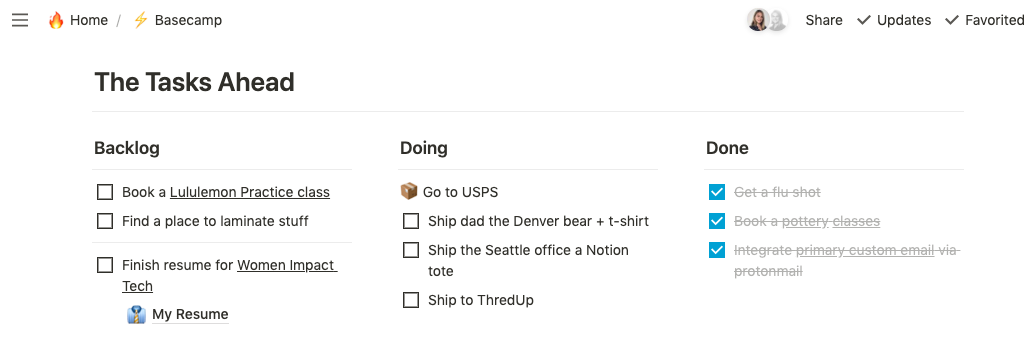 Home / Basecamp
Share Updates Favorited
The Tasks Ahead
Backlog
Book a Lululemon Practice class
Find a place to laminate stuff
Finish resume for Women Impact
Tech
My Resume
Doing
Go to USPS
Ship dad the Denver bear + t-shirt
Ship the Seattle office a Notion
tote
Ship to ThredUp
Done
Get a flu shot
Book a pottery classes
Integrate primary custom email via
protonmail